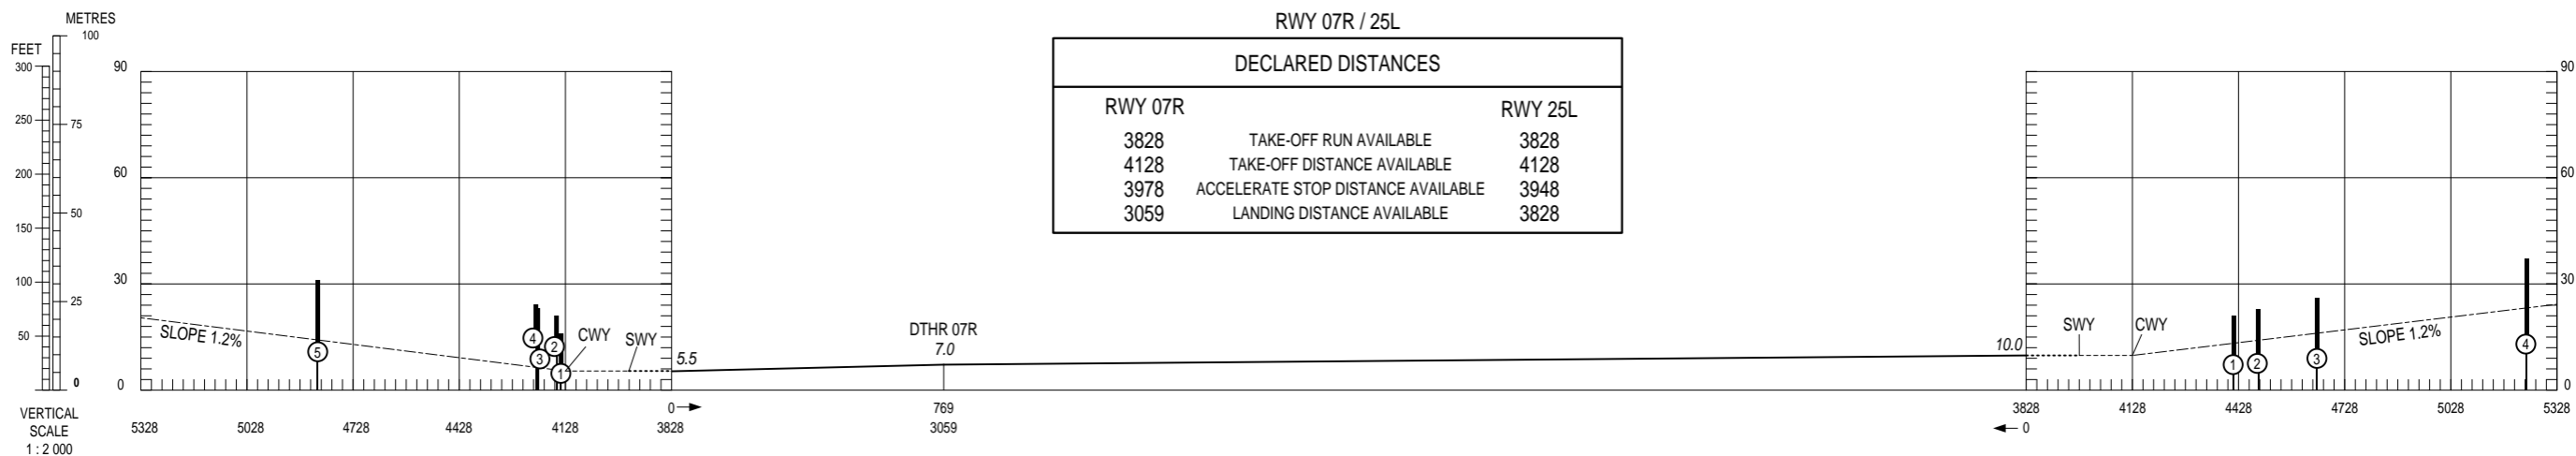 METRES
FEET
100
75
50
25
0
300
250
200
150
100
50
VERTICAL
SCALE
1 : 2 000
90
60
30
0
SLOPE 1.2%
5
4
3
2
1
CWY
SWY
5.5
5328 5028 4728 4428 4128 3828
0
DTHR 07R
7.0
769
3059
RWY 07R / 25L
DECLARED DISTANCES
RWY 07R RWY 25L
3828 TAKE-OFF RUN AVAILABLE 3828
4128 TAKE-OFF DISTANCE AVAILABLE 4128
3978 ACCELERATE STOP DISTANCE AVAILABLE 3948
3059 LANDING DISTANCE AVAILABLE 3828
10.0
SWY
CWY
1
2
3
SLOPE 1.2%
4
90
60
30
0
3828 4128 4428 4728 5028 5328
0